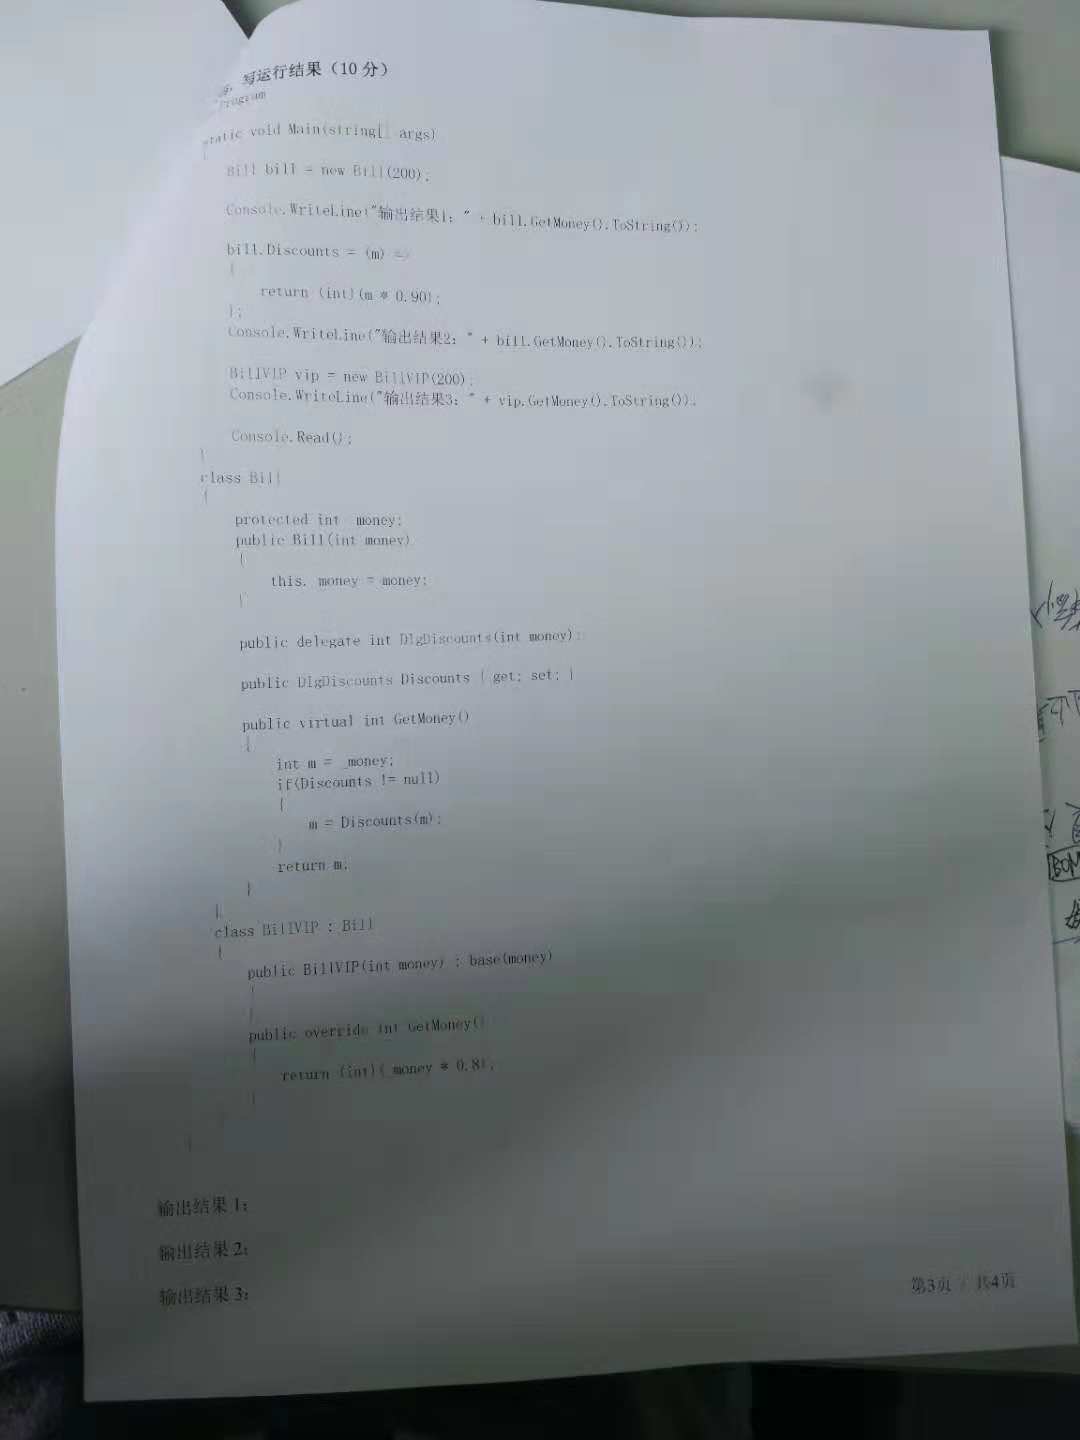 写运行结果（10 分）
Program
static void Main(string[] args)
{
Bill bill = new Bill(200);
Console.WriteLine("输出结果1：" + bill.GetMoney().ToString());
bill.Discounts = (m) =>
{
return (int)(m * 0.90);
};
Console.WriteLine("输出结果2：" + bill.GetMoney().ToString());
BillVIP vip = new BillVIP(200);
Console.WriteLine("输出结果3：" + vip.GetMoney().ToString());
Console.Read();
}
class Bill
{
protected int _money;
public Bill(int money)
{
this._money = money;
}
public delegate int DlgDiscounts(int money);
public DlgDiscounts Discounts { get; set; }
public virtual int GetMoney()
{
int m = _money;
if(Discounts != null)
{
m = Discounts(m);
}
return m;
}
}
class BillVIP : Bill
{
public BillVIP(int money) : base(money)
{
}
public override int GetMoney()
{
return (int)(_money * 0.8);
}
}
输出结果 1：
输出结果 2：
输出结果 3：
第3页 / 共4页
BOM